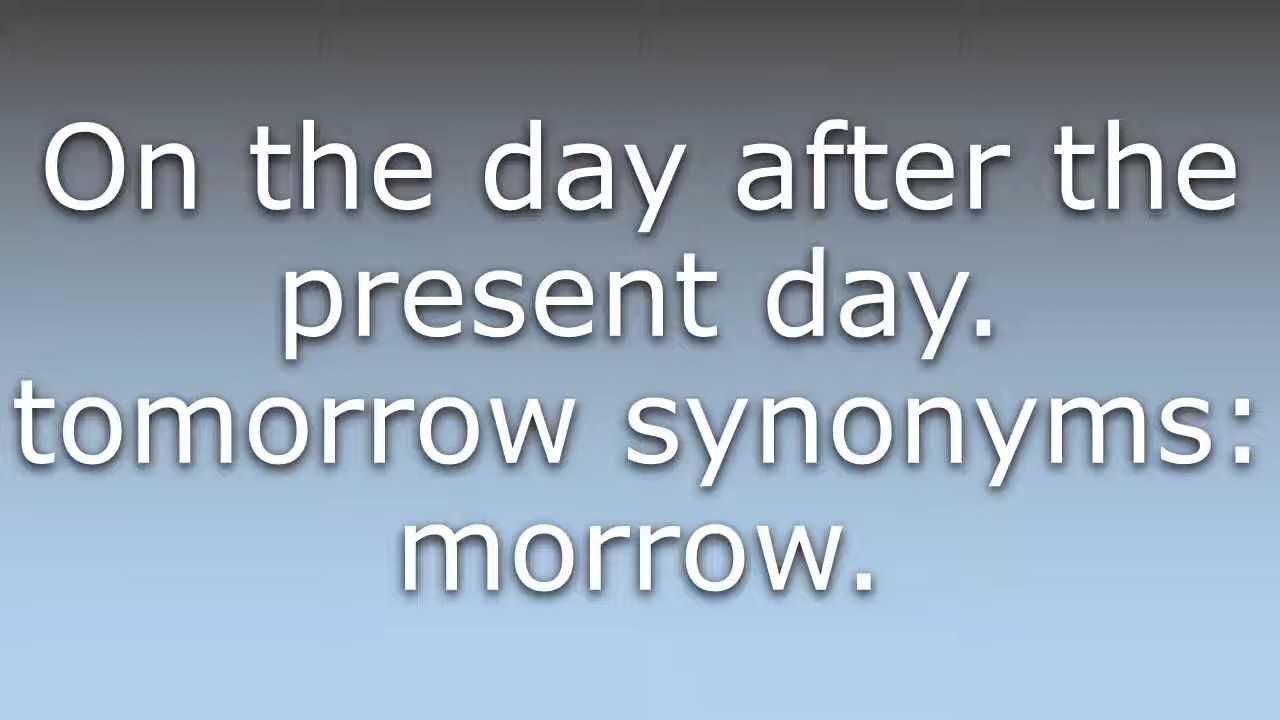 On the day after the
present day.
tomorrow synonyms:
morrow.